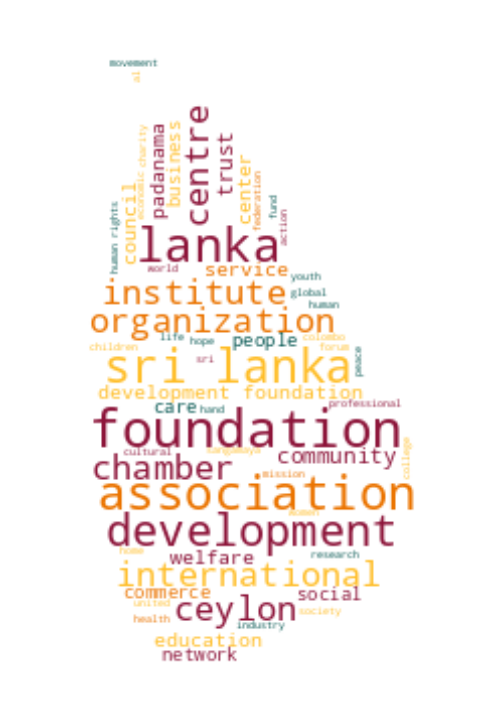 movement
al
centre
padanama
business
economic
charity
trust
center
council
federation
fund
action
human rights
lanka
world
service
youth
institute
global
human
organization
life
hope
people
colombo
children
forum
sri
peace
sri lanka
development foundation
care
hand
professional
foundation
cultural
sangamaya
community
college
chamber
mission
association
women
development
home
welfare
research
international
commerce
social
united
ceylon
society
health
industry
education
network